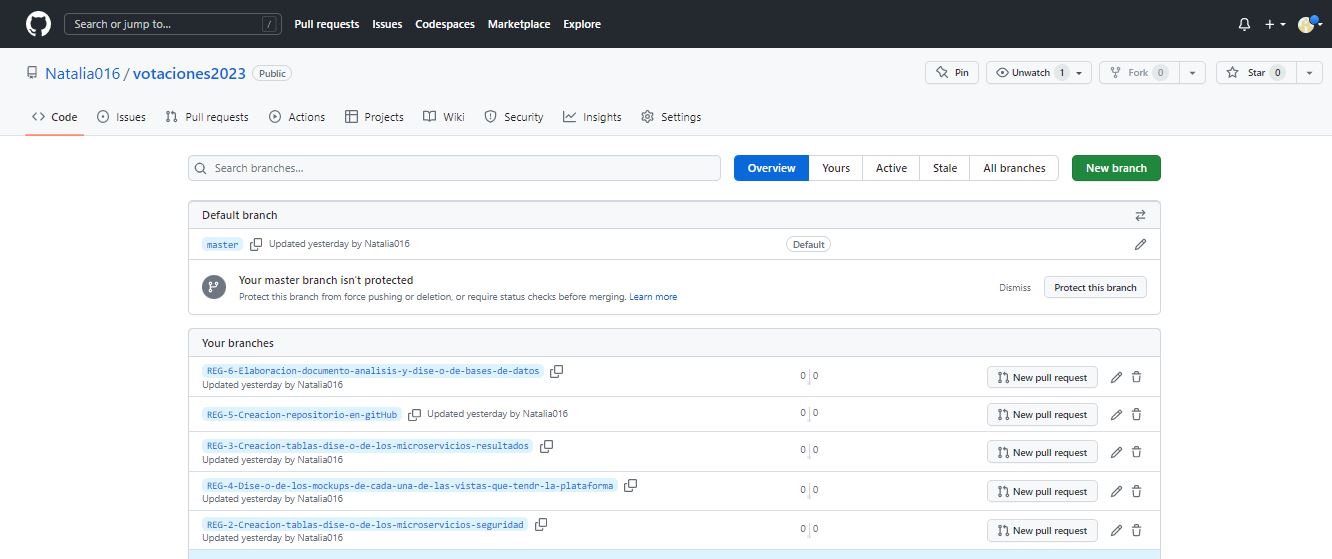 Search or jump to... / Pull requests Issues Codespaces Marketplace Explore
Natalia016 / votaciones2023 Public Pin Unwatch 1 Fork 0 Star 0
Code Issues Pull requests Actions Projects Wiki Security Insights Settings
Search branches... Overview Yours Active Stale All branches New branch
Default branch
master Updated yesterday by Natalia016 Default
Your master branch isn't protected
Protect this branch from force pushing or deletion, or require status checks before merging. Learn more Dismiss Protect this branch
Your branches
REG-6-Elaboracion-documento-analisis-y-dise-o-de-bases-de-datos
Updated yesterday by Natalia016 0 0 New pull request
REG-5-Creacion-repositorio-en-gitHub Updated yesterday by Natalia016 0 0 New pull request
REG-3-Creacion-tablas-dise-o-de-los-microservicios-resultados
Updated yesterday by Natalia016 0 0 New pull request
REG-4-Dise-o-de-los-mockups-de-cada-una-de-las-vistas-que-tendr-la-plataforma
Updated yesterday by Natalia016 0 0 New pull request
REG-2-Creacion-tablas-dise-o-de-los-microservicios-seguridad
Updated yesterday by Natalia016 0 0 New pull request